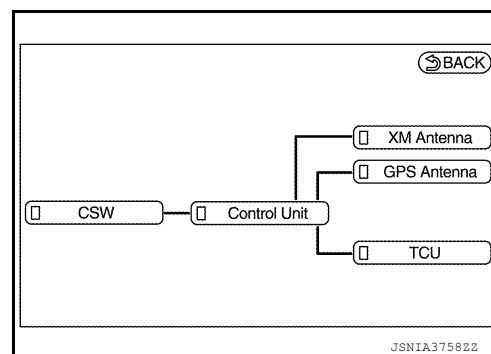 BACK
XM Antenna
GPS Antenna
CSW
Control Unit
TCU
JSNIA3758ZZ